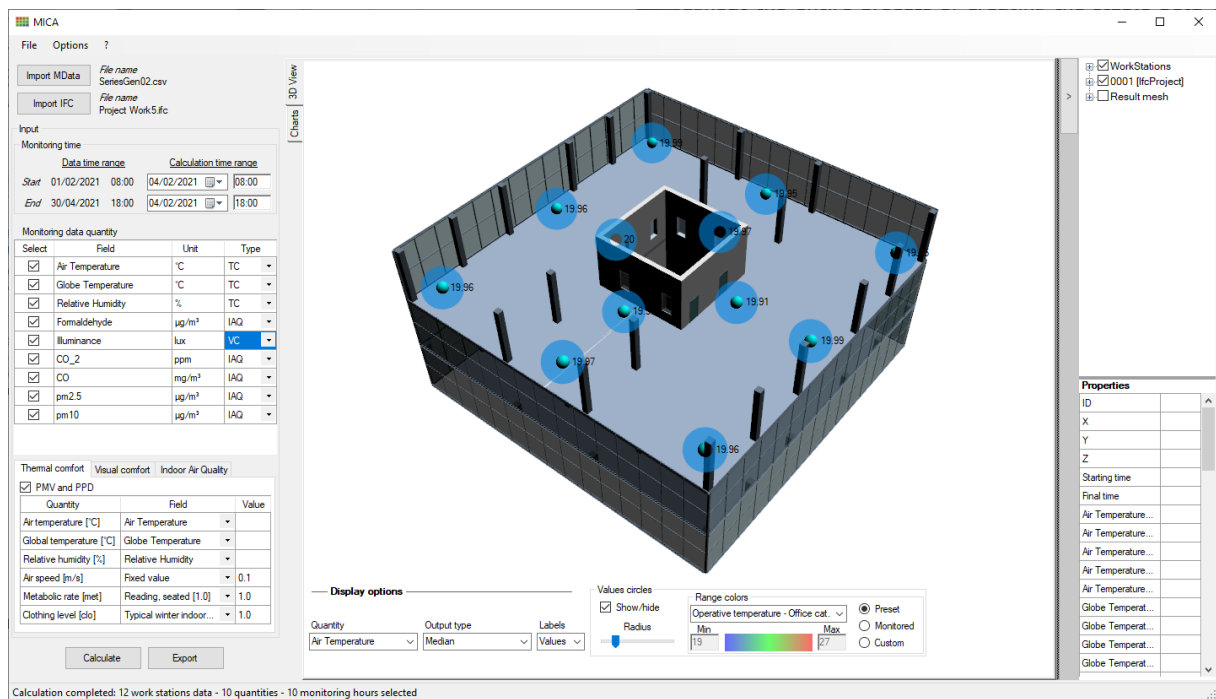 MICA
File Options ?
Import MData
File name
SeriesGen02.csv
Import IFC
File name
Project Work5.ifc
Input
Monitoring time
Data time range Calculation time range
Start 01/02/2021 08:00 04/02/2021 08:00
End 30/04/2021 18:00 04/02/2021 18:00
Monitoring data quantity
Select Field Unit Type
Air Temperature °C TC
Globe Temperature °C TC
Relative Humidity % TC
Formaldehyde µg/m³ IAQ
Illuminance lux VC
CO_2 ppm IAQ
CO mg/m³ IAQ
pm2.5 µg/m³ IAQ
pm10 µg/m³ IAQ
Thermal comfort Visual comfort Indoor Air Quality
PMV and PPD
Quantity Field Value
Air temperature [°C] Air Temperature
Global temperature [°C] Globe Temperature
Relative humidity [%] Relative Humidity
Air speed [m/s] Fixed value 0.1
Metabolic rate [met] Reading, seated [1.0] 1.0
Clothing level [clo] Typical winter indoor... 1.0
Calculate Export
3D View
Charts
19.99
19.95
19.96
20
19.97
19.96
19.91
19.99
19.97
19.96
Display options
Quantity Output type Labels
Air Temperature Median Values
Values circles
Show/hide
Radius
Range colors
Operative temperature - Office cat.
Min Max
19 27
Preset
Monitored
Custom
>
WorkStations
0001 [IfcProject]
Result mesh
Properties
ID
X
Y
Z
Starting time
Final time
Air Temperature...
Air Temperature...
Air Temperature...
Air Temperature...
Air Temperature...
Globe Temperat...
Globe Temperat...
Globe Temperat...
Globe Temperat...
Calculation completed: 12 work stations data - 10 quantities - 10 monitoring hours selected